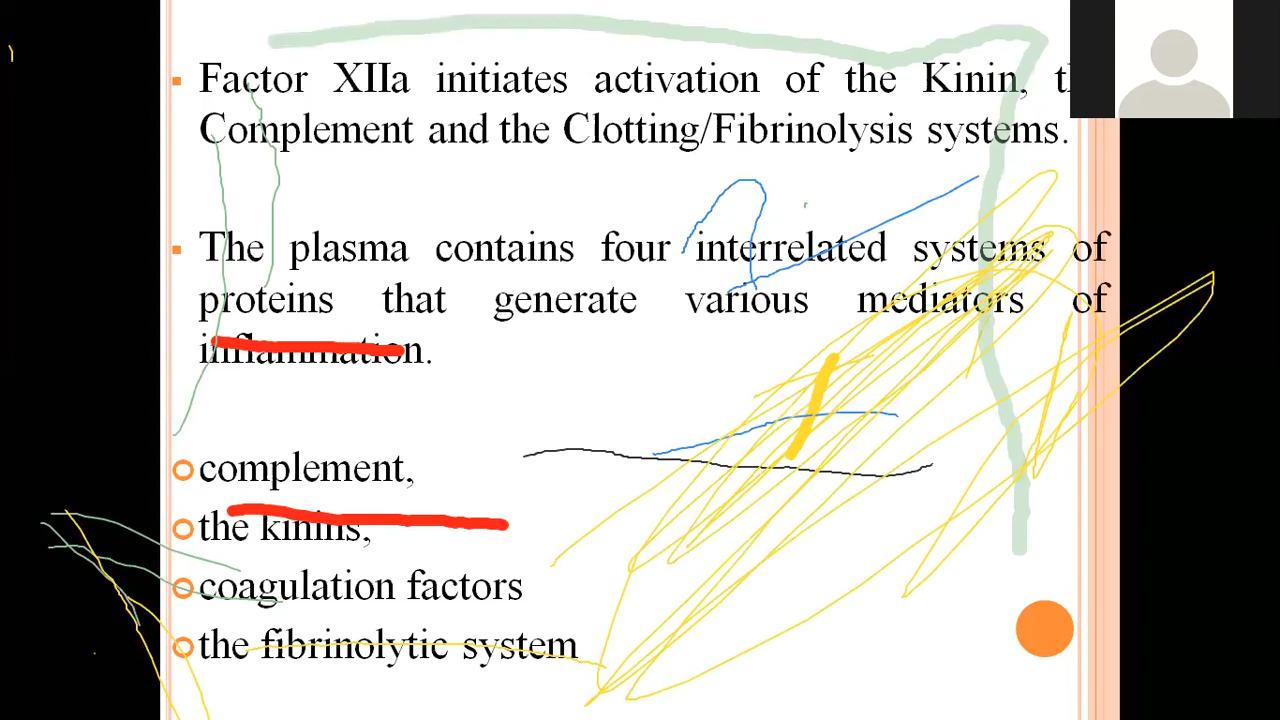 Factor XIIa initiates activation of the Kinin,
Complement and the Clotting/Fibrinolysis systems.
The plasma contains four interrelated systems of
proteins that generate various mediators of
inflammation.
complement,
the kinins,
coagulation factors
the fibrinolytic system